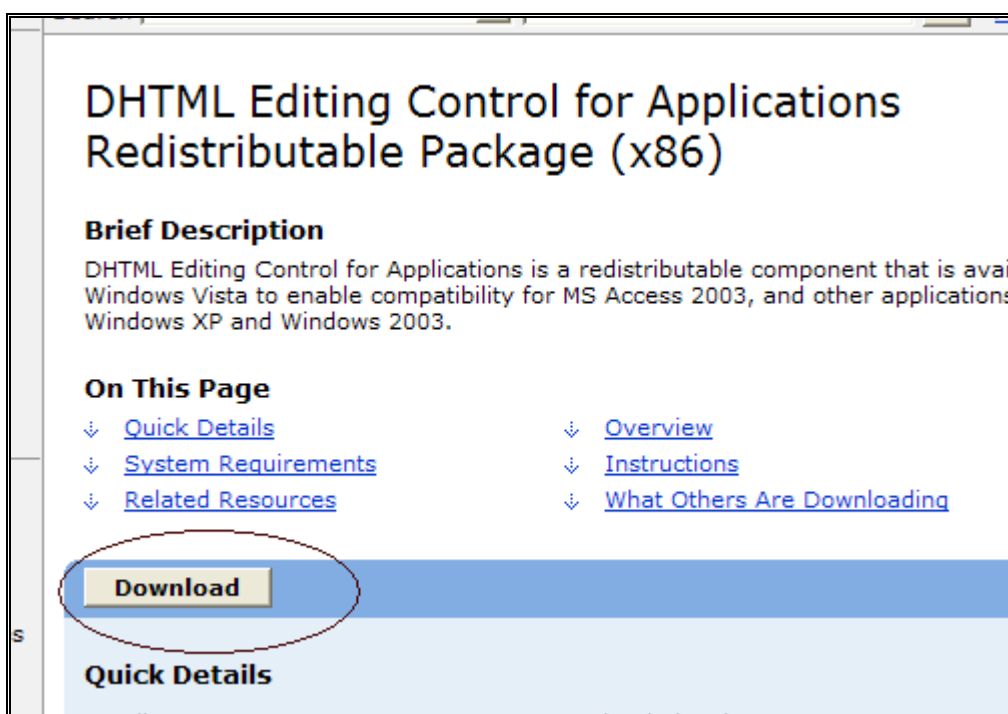 DHTML Editing Control for Applications
Redistributable Package (x86)
Brief Description
DHTML Editing Control for Applications is a redistributable component that is
Windows Vista to enable compatibility for MS Access 2003, and other applications
Windows XP and Windows 2003.
On This Page
Quick Details
Overview
System Requirements
Instructions
Related Resources
What Others Are Downloading
Download
s
Quick Details